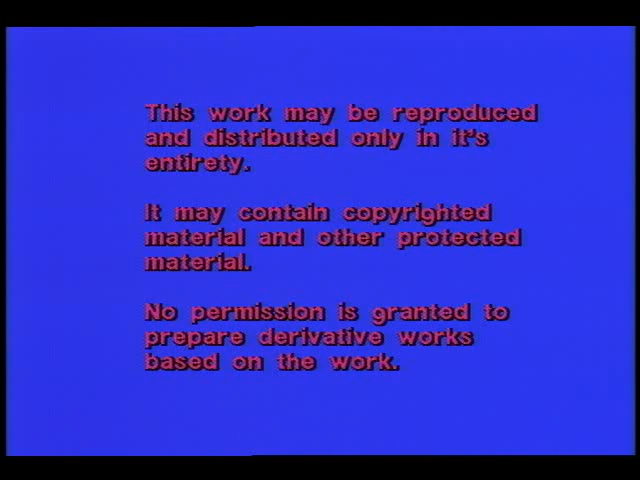 This work may be reproduced
and distributed only in it's
entirety.
It may contain copyrighted
material and other protected
material.
No permission is granted to
prepare derivative works
based on the work.